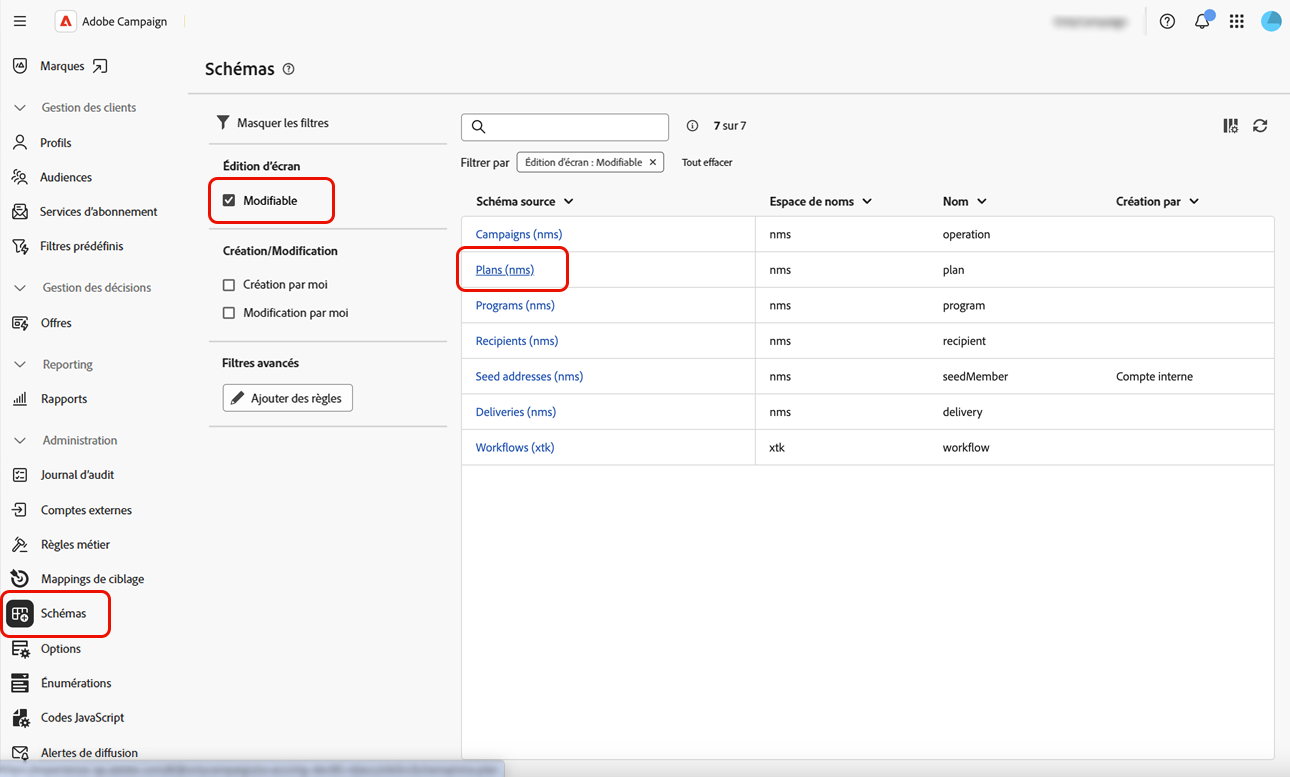 Adobe Campaign
Marques
Gestion des clients
Profils
Audiences
Services d'abonnement
Filtres prédéfinis
Gestion des décisions
Offres
Reporting
Rapports
Administration
Journal d'audit
Comptes externes
Règles métier
Mappings de ciblage
Schémas
Options
Énumérations
Codes JavaScript
Alertes de diffusion
Schémas
Masquer les filtres
Édition d'écran
Modifiable
Création/Modification
Création par moi
Modification par moi
Filtres avancés
Ajouter des règles
7 sur 7
Filtrer par Édition d'écran : Modifiable Tout effacer
Schéma source Espace de noms Nom Création par
Campaigns (nms) nms operation
Plans (nms) nms plan
Programs (nms) nms program
Recipients (nms) nms recipient
Seed addresses (nms) nms seedMember Compte interne
Deliveries (nms) nms delivery
Workflows (xtk) xtk workflow